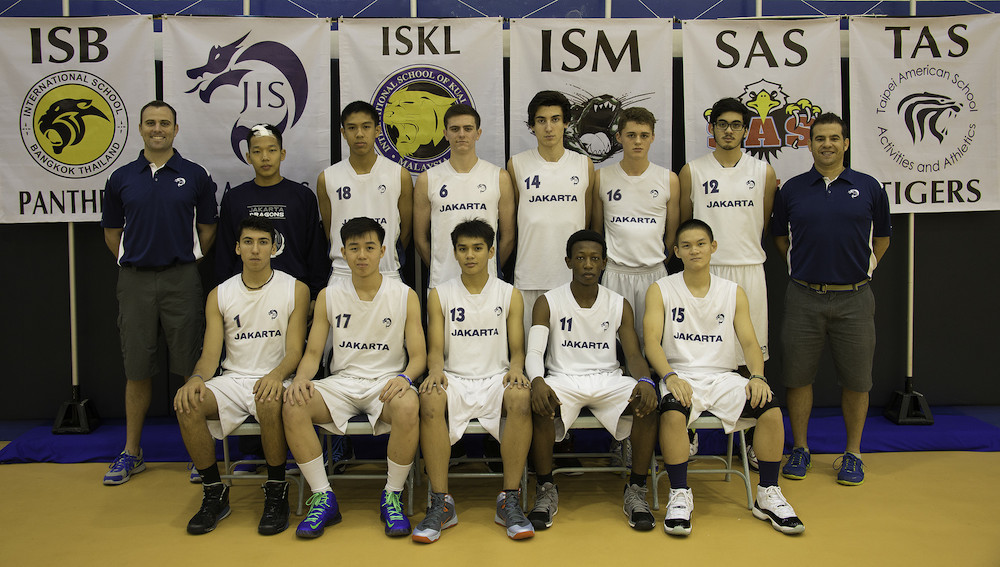 ISB
INTERNATIONAL SCHOOL
BANGKOK THAILAND
JIS
ISKL
MALAYSIA
ISM
SAS
SAS
TAS
Taipei American School
Activities and Athletics
TIGERS
JAKARTA
DRAGONS
18
JAKARTA
6
JAKARTA
14
JAKARTA
16
JAKARTA
12
JAKARTA
1
JAKARTA
17
JAKARTA
13
JAKARTA
11
JAKARTA
15
JAKARTA